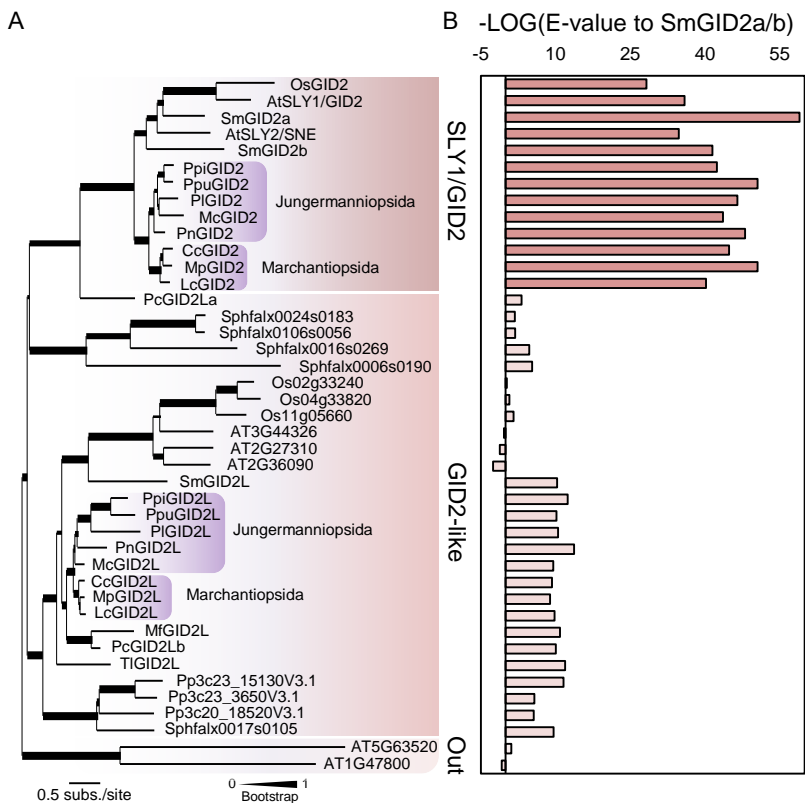 A
B
-LOG(E-value to SmGID2a/b)
-5 10 25 40 55
OsGID2
AtSLY1/GID2
SmGID2a
AtSLY2/SNE
SmGID2b
PpiGID2
PpuGID2
PlGID2
McGID2
PnGID2
Jungermanniopsida
CcGID2
MpGID2
LcGID2
Marchantiopsida
SLY1/GID2
PcGID2La
Sphfalx0024s0183
Sphfalx0106s0056
Sphfalx0016s0269
Sphfalx0006s0190
Os02g33240
Os04g33820
Os11g05660
AT3G44326
AT2G27310
AT2G36090
SmGID2L
PpiGID2L
PpuGID2L
PlGID2L
PnGID2L
McGID2L
Jungermanniopsida
CcGID2L
MpGID2L
LcGID2L
Marchantiopsida
MfGID2L
PcGID2Lb
TlGID2L
Pp3c23_15130V3.1
Pp3c23_3650V3.1
Pp3c20_18520V3.1
Sphfalx0017s0105
GID2-like
AT5G63520
AT1G47800
Out
0.5 subs./site
0 1
Bootstrap